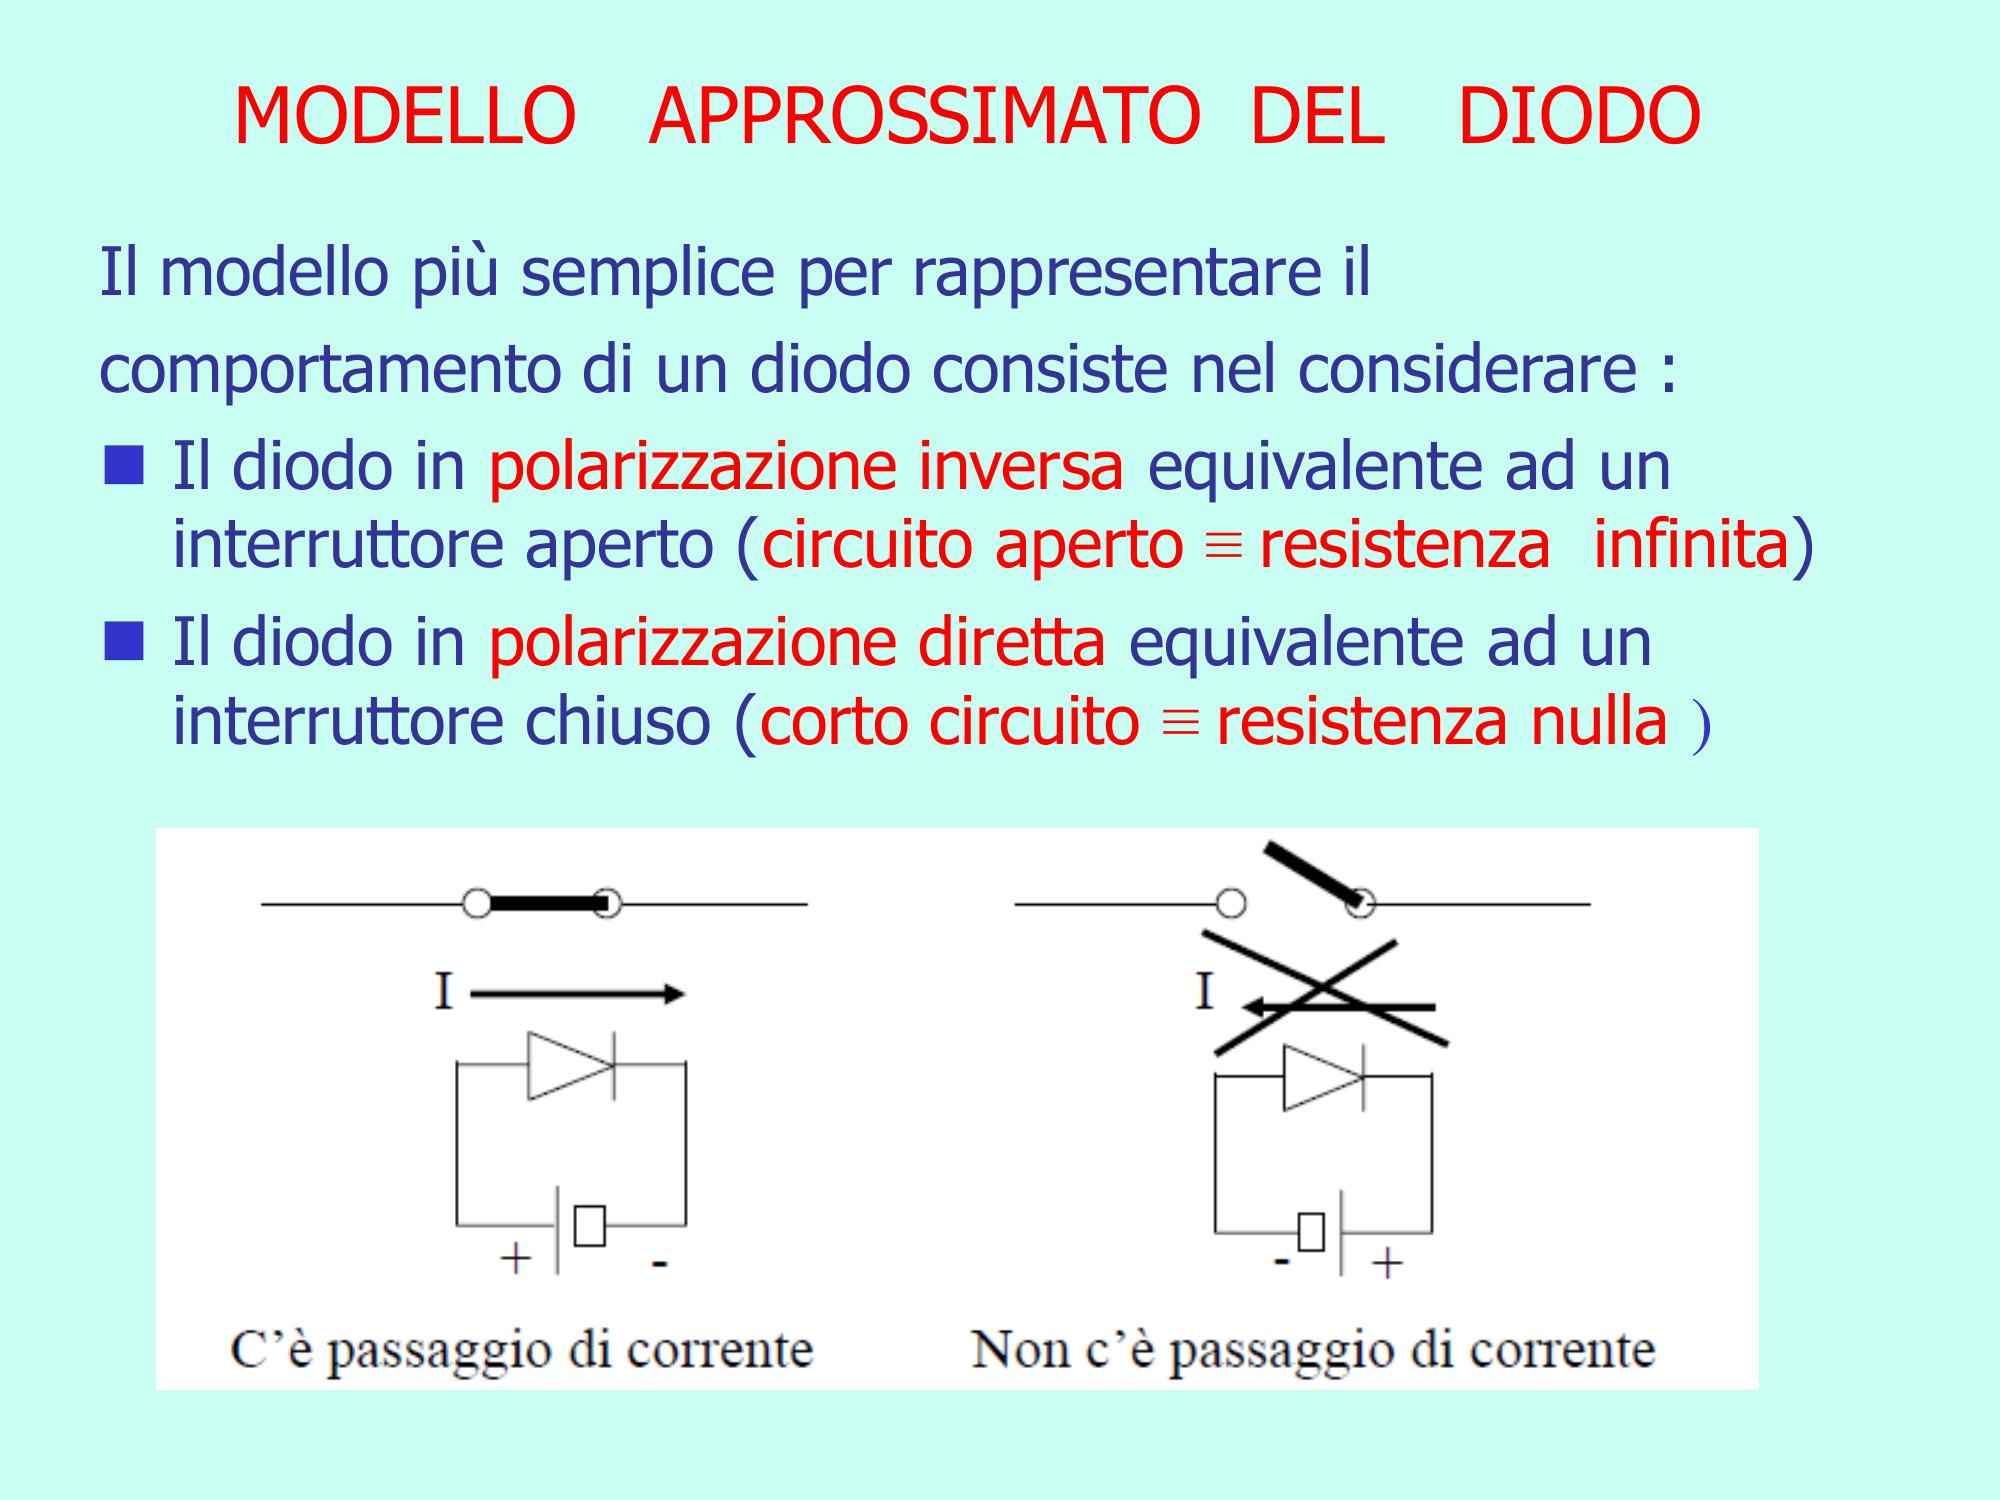 MODELLO APPROSSIMATO DEL DIODO
Il modello più semplice per rappresentare il
comportamento di un diodo consiste nel considerare :
Il diodo in polarizzazione inversa equivalente ad un
interruttore aperto (circuito aperto ≡ resistenza infinita)
Il diodo in polarizzazione diretta equivalente ad un
interruttore chiuso (corto circuito ≡ resistenza nulla )
I
I
+ -
- +
C'è passaggio di corrente
Non c'è passaggio di corrente